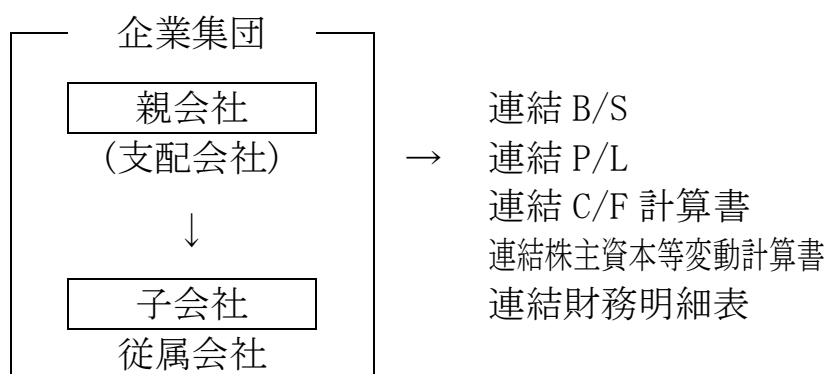 企業集団
親会社
(支配会社)
↓
子会社
従属会社
→
連結 B/S
連結 P/L
連結 C/F 計算書
連結株主資本等変動計算書
連結財務明細表